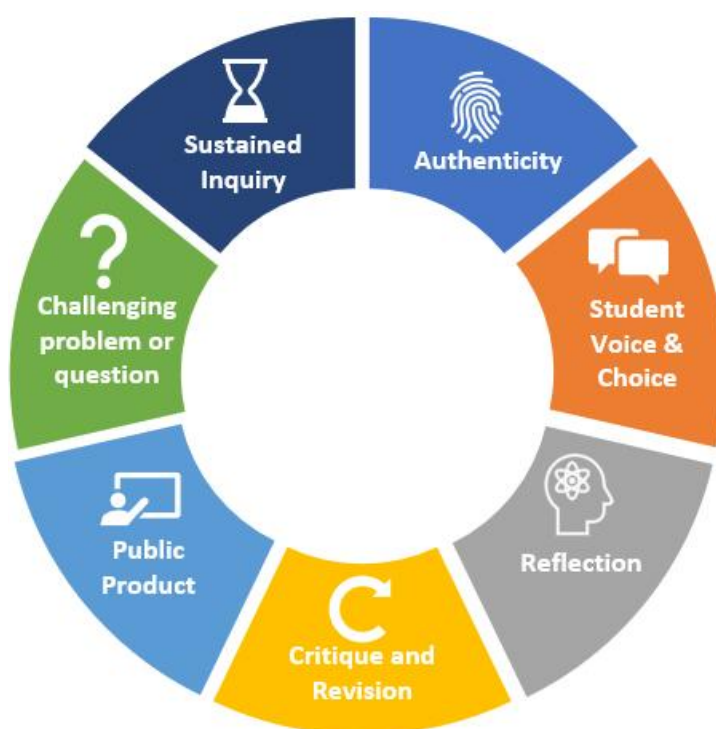 Sustained
Inquiry
Authenticity
Student
Voice &
Choice
Reflection
Critique and
Revision
Public
Product
Challenging
problem or
question